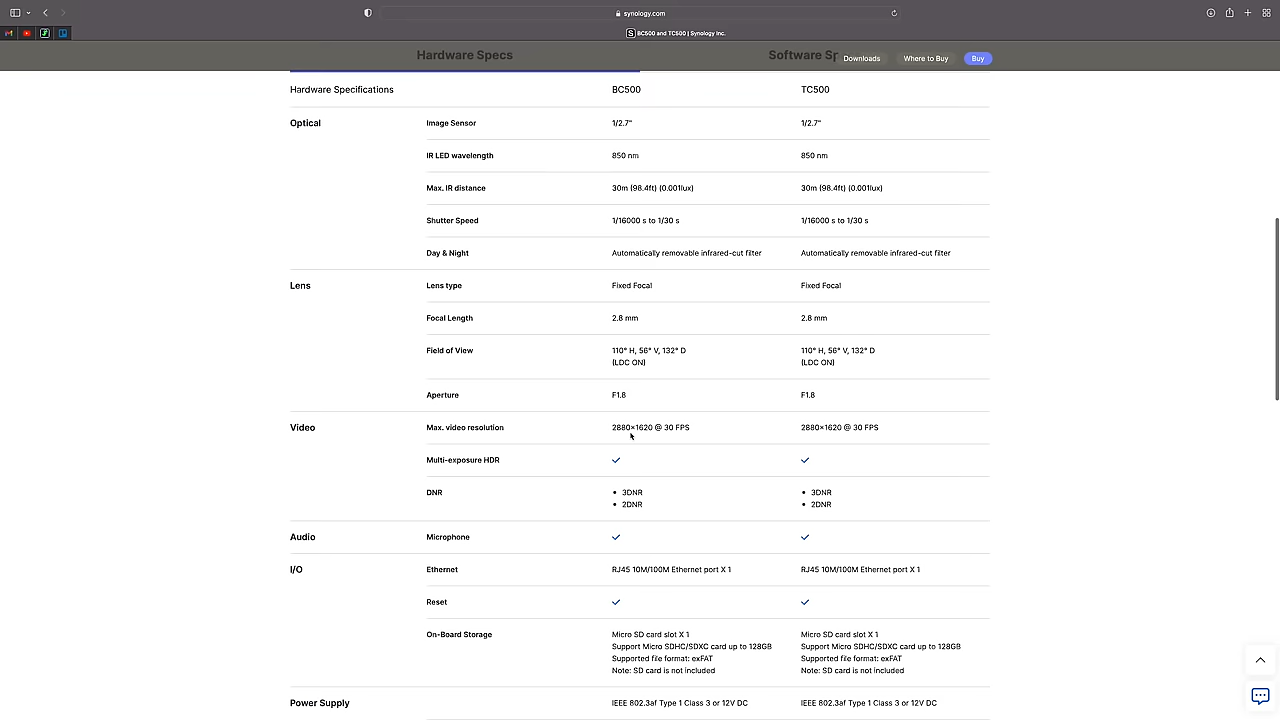 synology.com
BC500 and TC500 | Synology Inc.
Hardware Specs Software Sp
Downloads Where to Buy Buy
Hardware Specifications BC500 TC500
Optical Image Sensor 1/2.7" 1/2.7"
IR LED wavelength 850 nm 850 nm
Max. IR distance 30m (98.4ft) (0.001lux) 30m (98.4ft) (0.001lux)
Shutter Speed 1/16000 s to 1/30 s 1/16000 s to 1/30 s
Day & Night Automatically removable infrared-cut filter Automatically removable infrared-cut filter
Lens Lens type Fixed Focal Fixed Focal
Focal Length 2.8 mm 2.8 mm
Field of View 110° H, 56° V, 132° D 110° H, 56° V, 132° D
(LDC ON) (LDC ON)
Aperture F1.8 F1.8
Video Max. video resolution 2880×1620 @ 30 FPS 2880×1620 @ 30 FPS
Multi-exposure HDR
DNR • 3DNR • 3DNR
• 2DNR • 2DNR
Audio Microphone
I/O Ethernet RJ45 10M/100M Ethernet port X 1 RJ45 10M/100M Ethernet port X 1
Reset
On-Board Storage Micro SD card slot X 1 Micro SD card slot X 1
Support Micro SDHC/SDXC card up to 128GB Support Micro SDHC/SDXC card up to 128GB
Supported file format: exFAT Supported file format: exFAT
Note: SD card is not included Note: SD card is not included
Power Supply IEEE 802.3af Type 1 Class 3 or 12V DC IEEE 802.3af Type 1 Class 3 or 12V DC